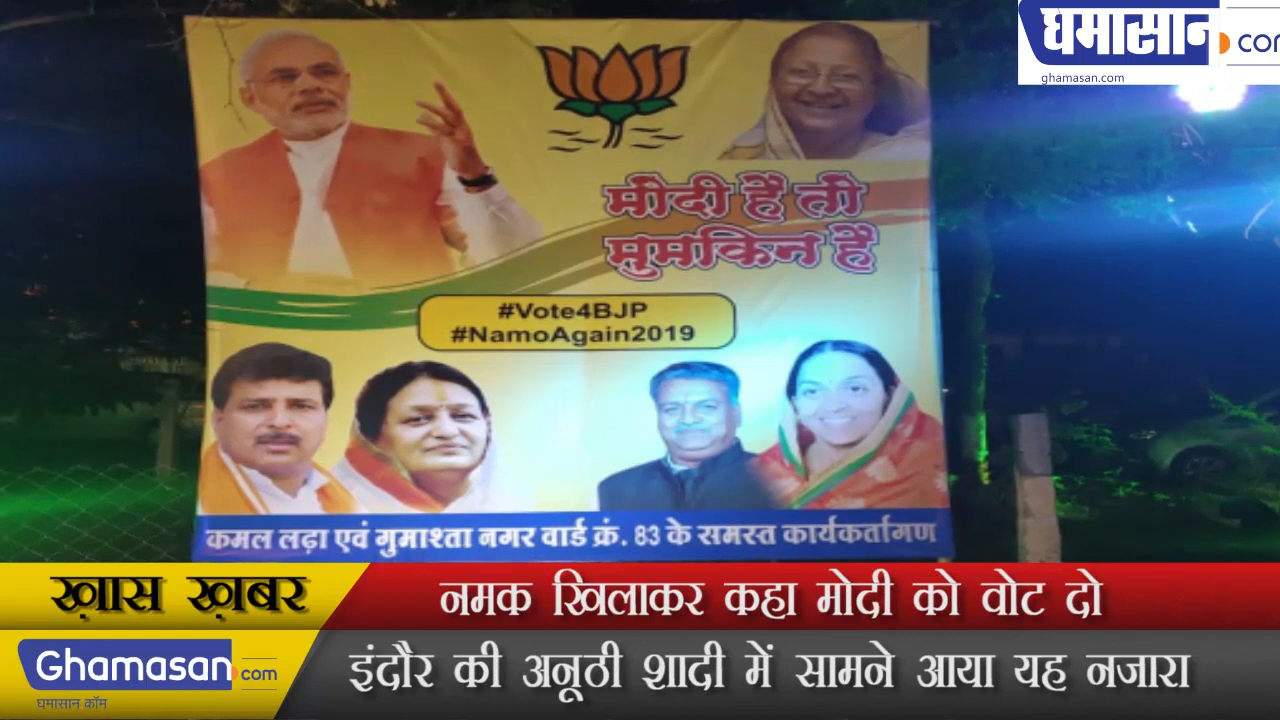 घमासान.com
ghamasan.com
मोदी है तो
मुमकिन है
#Vote4BJP
#NamoAgain2019
कमल लढ़ा एवं गुमाश्ता नगर वार्ड क्रं. 83 के समस्त कार्यकर्तागण
ख़ास ख़बर
नमक खिलाकर कहा मोदी को वोट दो
Ghamasan.com
घमासान कॉम
इंदौर की अनूठी शादी में सामने आया यह नजारा